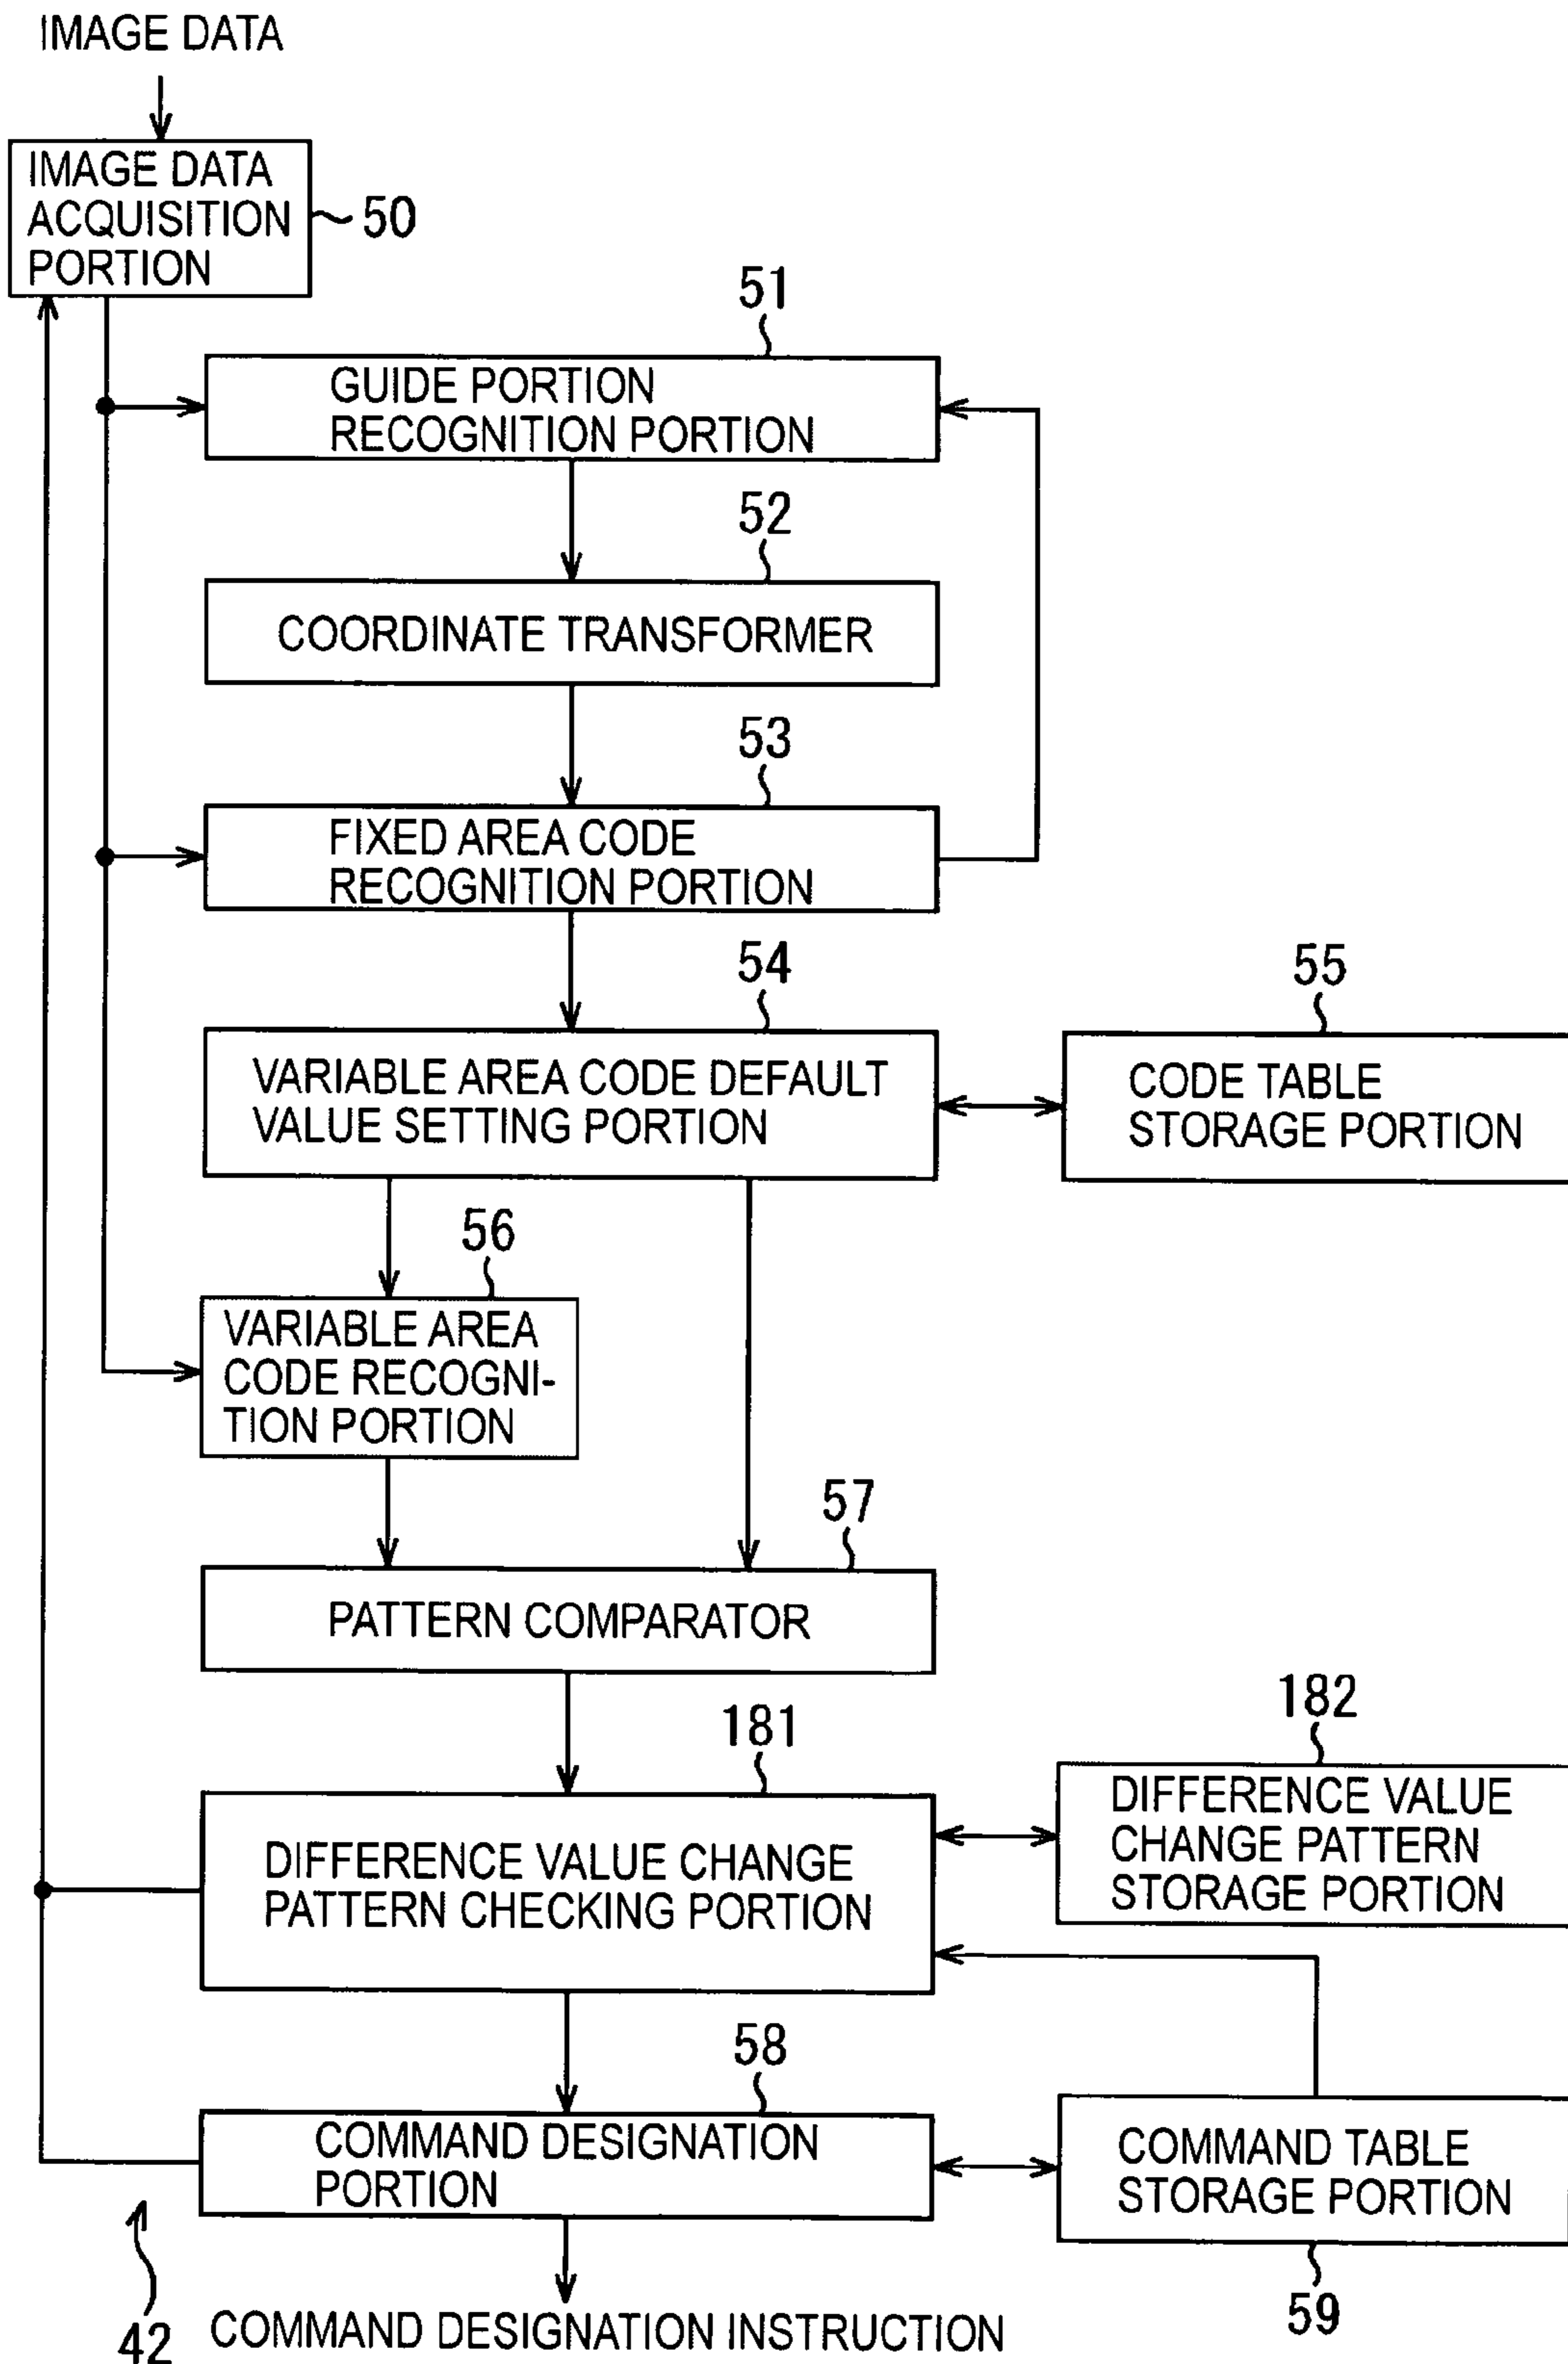 IMAGE DATA
IMAGE DATA
ACQUISITION
PORTION
50
51
GUIDE PORTION
RECOGNITION PORTION
52
COORDINATE TRANSFORMER
53
FIXED AREA CODE
RECOGNITION PORTION
54
VARIABLE AREA CODE DEFAULT
VALUE SETTING PORTION
55
CODE TABLE
STORAGE PORTION
56
VARIABLE AREA
CODE RECOGNI-
TION PORTION
57
PATTERN COMPARATOR
181
DIFFERENCE VALUE CHANGE
PATTERN CHECKING PORTION
182
DIFFERENCE VALUE
CHANGE PATTERN
STORAGE PORTION
58
COMMAND DESIGNATION
PORTION
COMMAND TABLE
STORAGE PORTION
59
42
COMMAND DESIGNATION INSTRUCTION